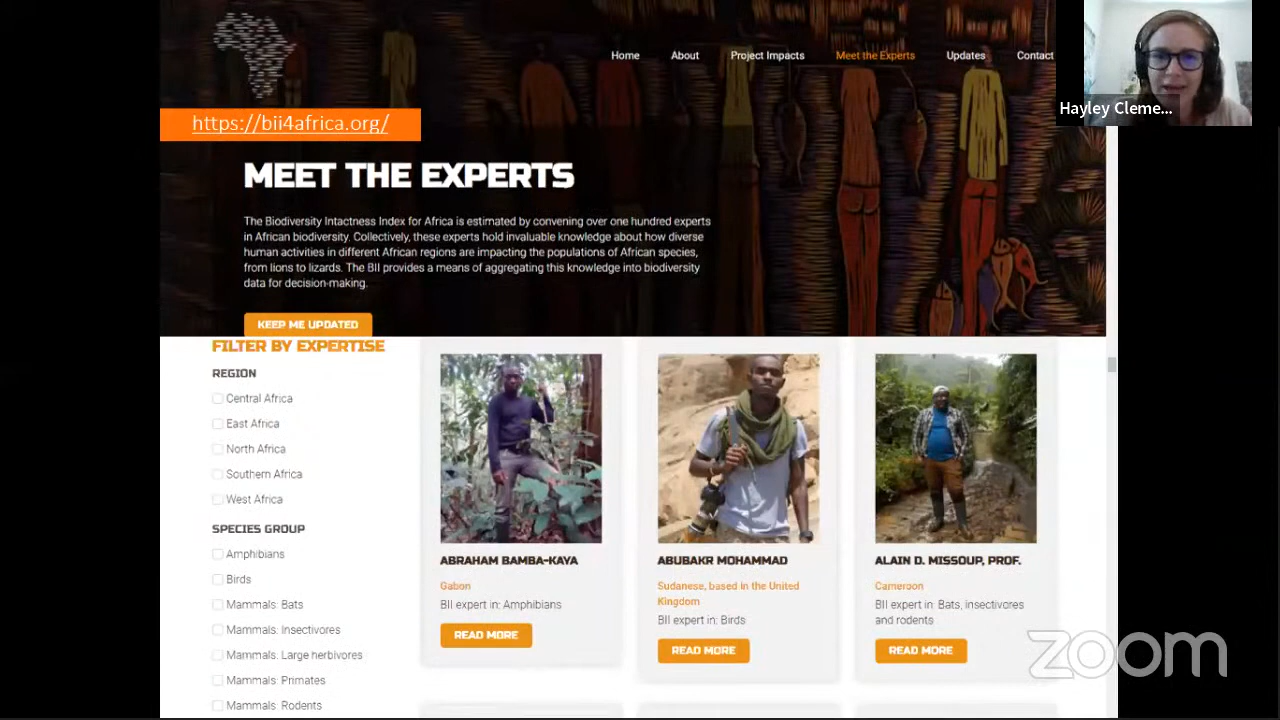 Home About Project Impacts Meet the Experts Updates Contact
Hayley Cleme...
https://bii4africa.org/
MEET THE EXPERTS
The Biodiversity Intactness Index for Africa is estimated by convening over one hundred experts
in African biodiversity. Collectively, these experts hold invaluable knowledge about how diverse
human activities in different African regions are impacting the populations of African species,
from lions to lizards. The BII provides a means of aggregating this knowledge into biodiversity
data for decision-making.
KEEP ME UPDATED
FILTER BY EXPERTISE
REGION
Central Africa
East Africa
North Africa
Southern Africa
West Africa
SPECIES GROUP
Amphibians
Birds
Mammals: Bats
Mammals: Insectivores
Mammals: Large herbivores
Mammals: Primates
Mammals: Rodents
ABRAHAM BAMBA-KAYA
Gabon
BII expert in: Amphibians
READ MORE
ABUBAKR MOHAMMAD
Sudanese, based in the United
Kingdom
BII expert in: Birds
READ MORE
ALAIN D. MISSOUP, PROF.
Cameroon
BII expert in: Bats, insectivores
and rodents
READ MORE
zoom